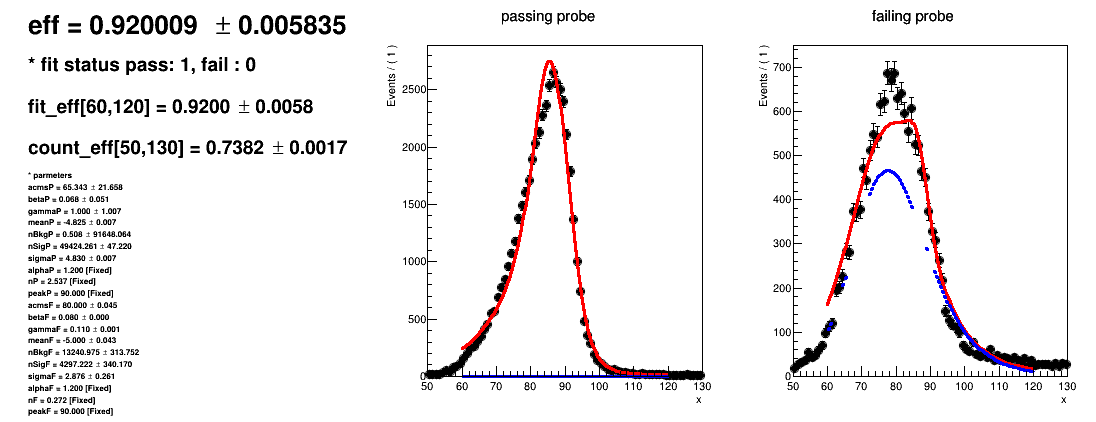 eff = 0.920009 ± 0.005835
* fit status pass: 1, fail : 0
fit_eff[60,120] = 0.9200 ± 0.0058
count_eff[50,130] = 0.7382 ± 0.0017
* parmeters
acmsP = 65.343 ± 21.658
betaP = 0.068 ± 0.051
gammaP = 1.000 ± 1.007
meanP = -4.825 ± 0.007
nBkgP = 0.508 ± 91648.064
nSigP = 49424.261 ± 47.220
sigmaP = 4.830 ± 0.007
alphaP = 1.200 [Fixed]
nP = 2.537 [Fixed]
peakP = 90.000 [Fixed]
acmsF = 80.000 ± 0.045
betaF = 0.080 ± 0.000
gammaF = 0.110 ± 0.001
meanF = -5.000 ± 0.043
nBkgF = 13240.975 ± 313.752
nSigF = 4297.222 ± 340.170
sigmaF = 2.876 ± 0.261
alphaF = 1.200 [Fixed]
nF = 0.272 [Fixed]
peakF = 90.000 [Fixed]
passing probe
Events / ( 1 )
2500
2000
1500
1000
500
0
50 60 70 80 90 100 110 120 130
x
failing probe
Events / ( 1 )
700
600
500
400
300
200
100
0
50 60 70 80 90 100 110 120 130
x